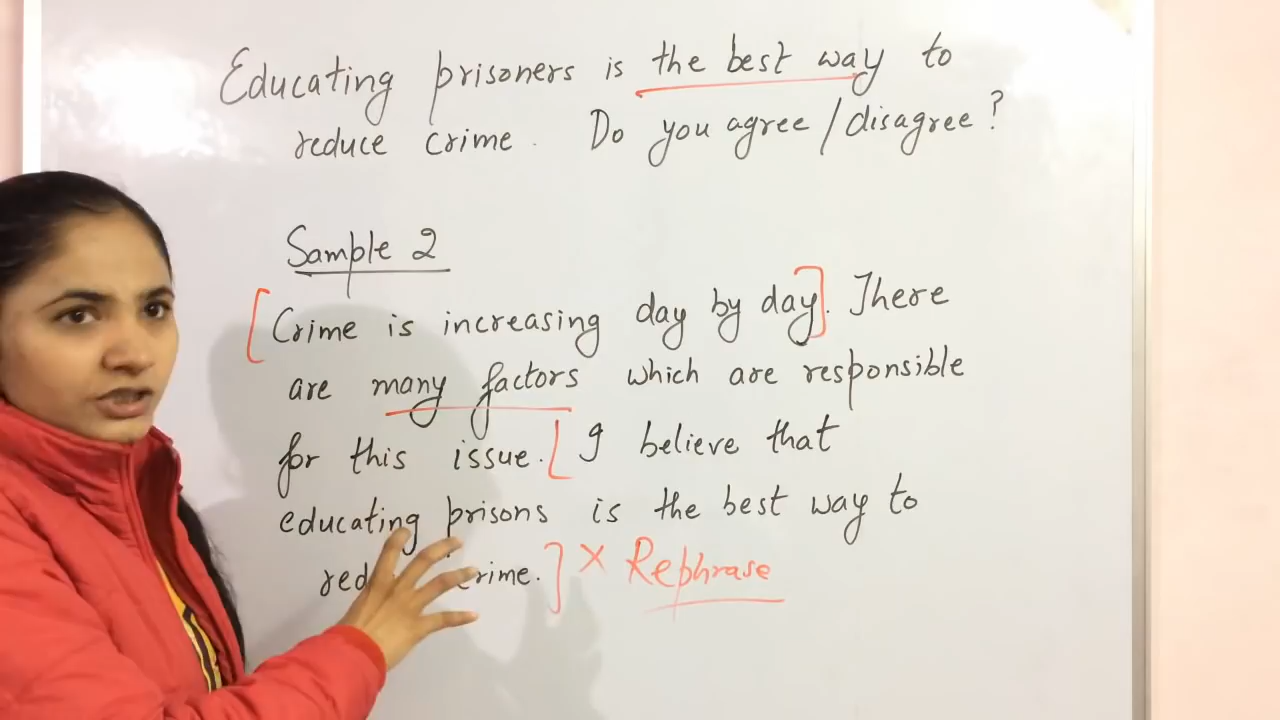 Educating prisoners is the best way to
reduce crime. Do you agree/disagree?
Sample 2
[Crime is increasing day by day]. There
are many factors which are responsible
for this issue. [I believe that
educating prisons is the best way to
crime.] × Rephrase